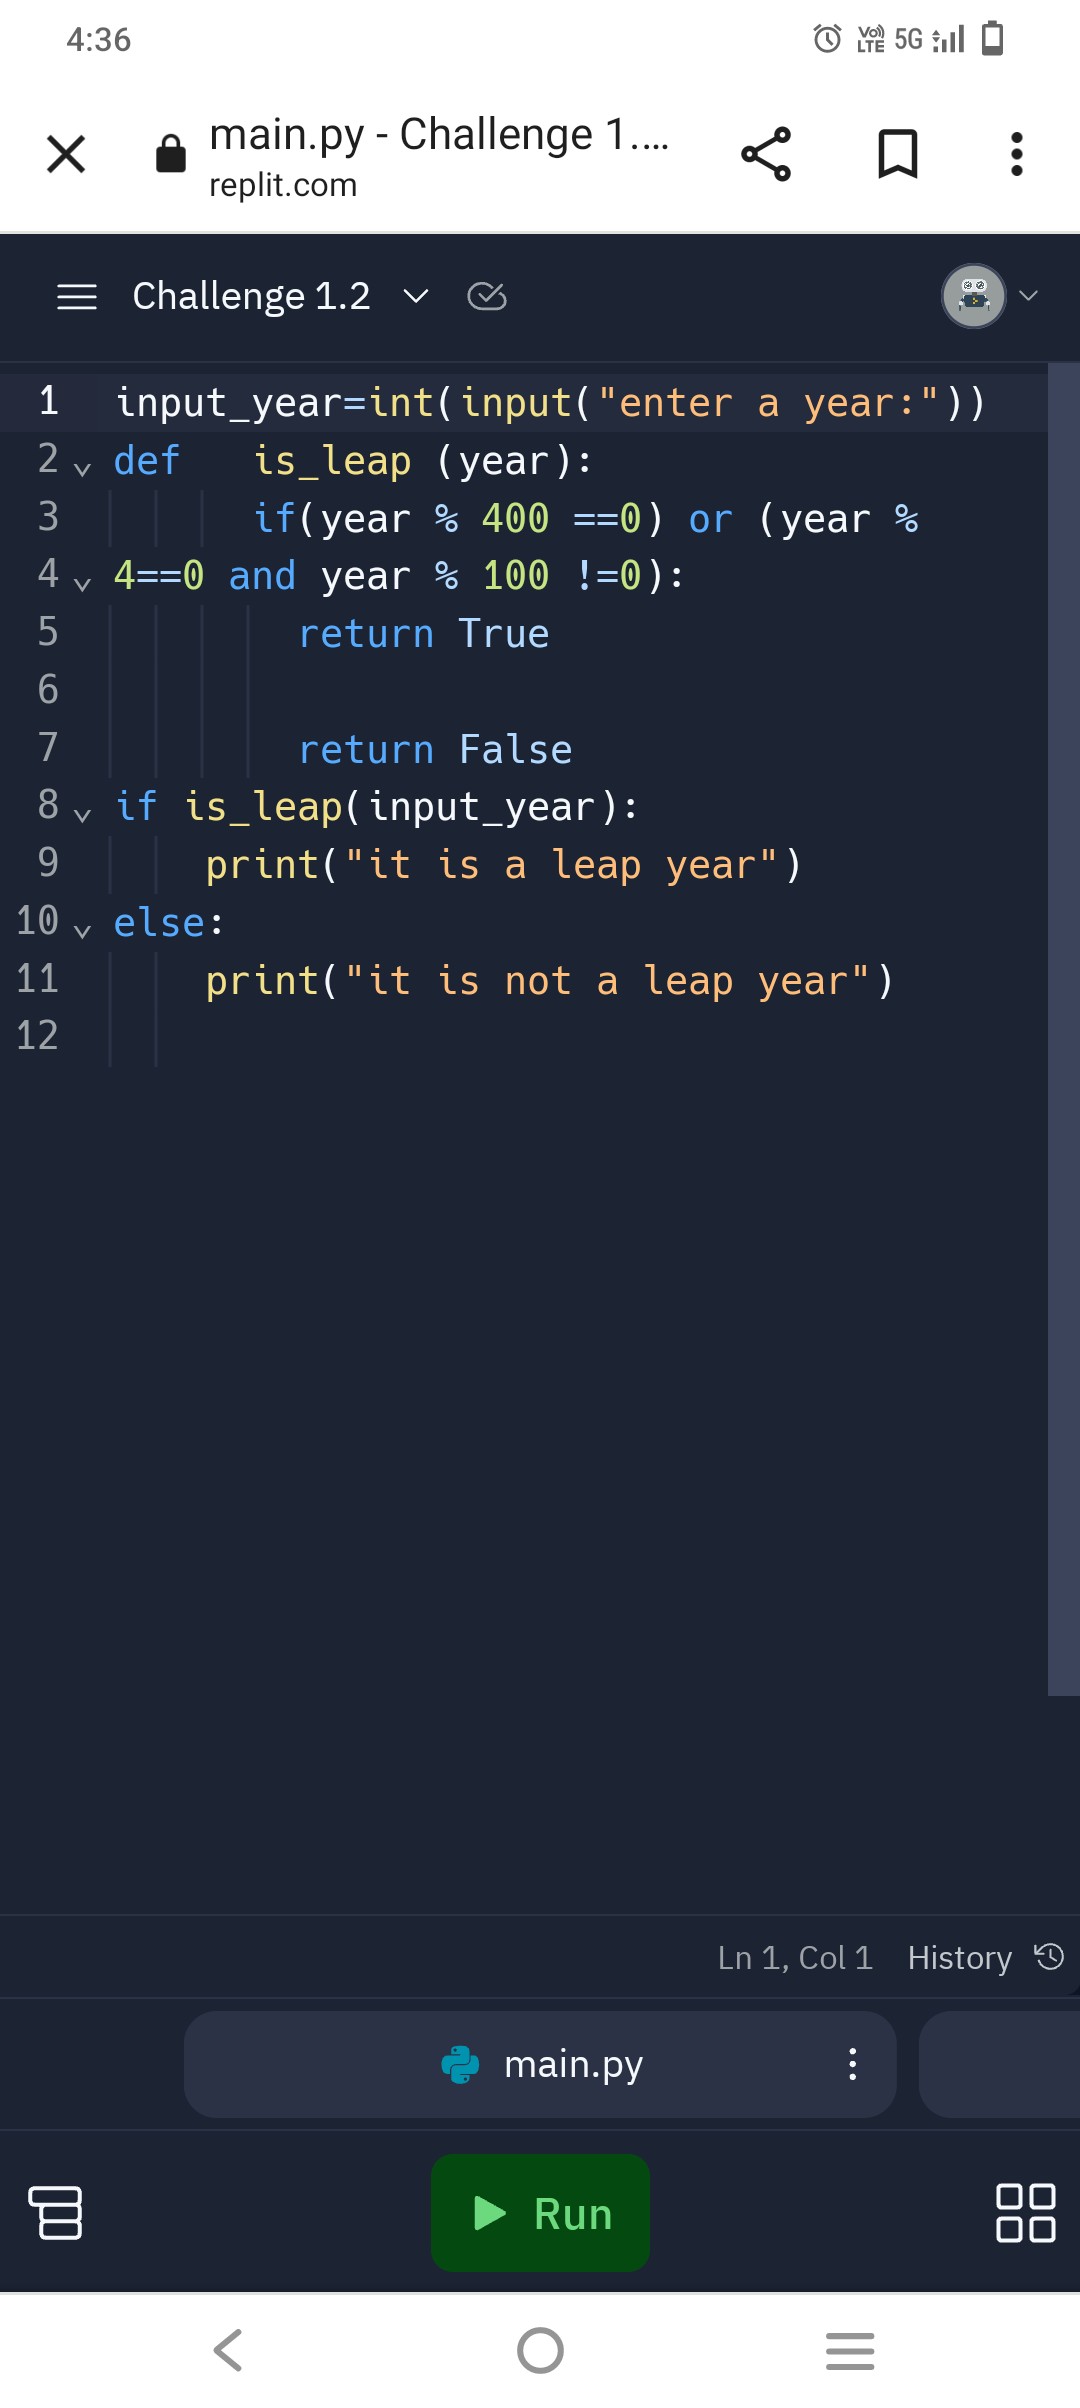 4:36 Vo)) LTE 5G
main.py - Challenge 1....
replit.com
Challenge 1.2
1 input_year=int(input("enter a year:"))
2 def   is_leap (year):
3       if(year % 400 ==0) or (year %
4 4==0 and year % 100 !=0):
5         return True
6
7         return False
8 if is_leap(input_year):
9     print("it is a leap year")
10 else:
11     print("it is not a leap year")
12
Ln 1, Col 1 History
main.py
Run